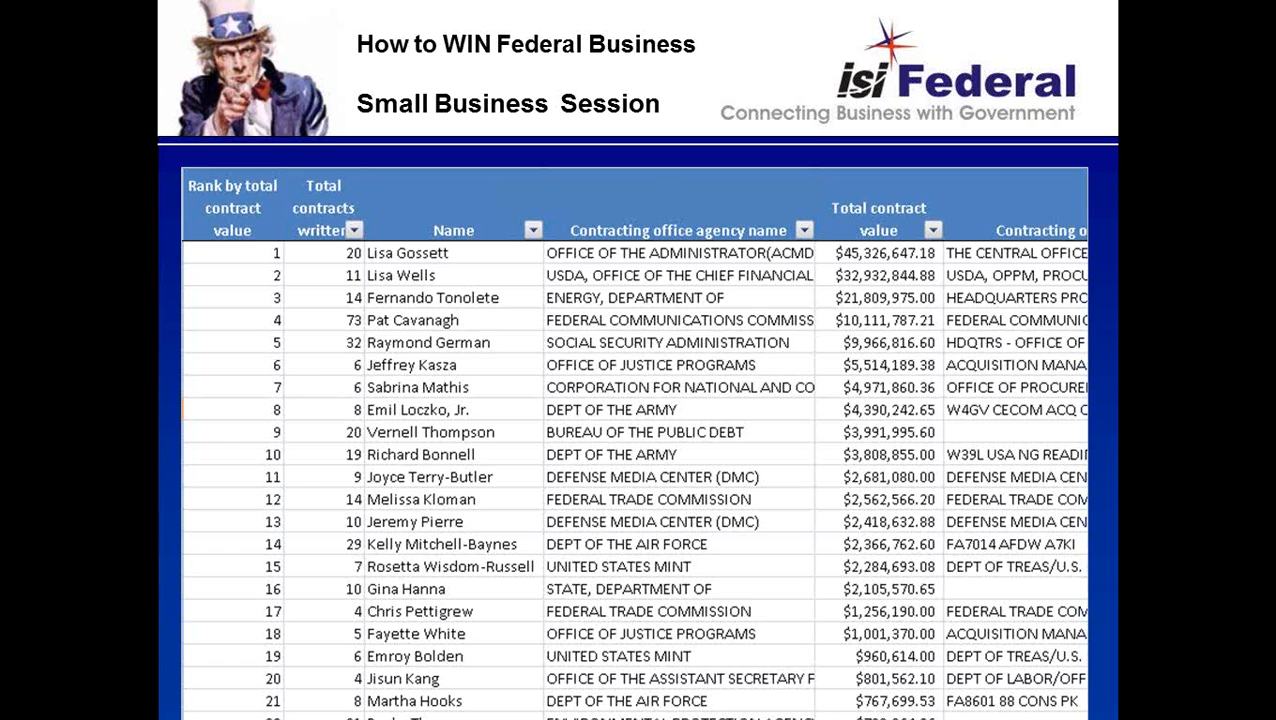 How to WIN Federal Business
Small Business Session
isi Federal
Connecting Business with Government
Rank by total contract value Total contracts written Name Contracting office agency name Total contract value Contracting o
1 20 Lisa Gossett OFFICE OF THE ADMINISTRATOR(ACMD $45,326,647.18 THE CENTRAL OFFICE
2 11 Lisa Wells USDA, OFFICE OF THE CHIEF FINANCIAL $32,932,844.88 USDA, OPPM, PROCU
3 14 Fernando Tonolete ENERGY, DEPARTMENT OF $21,809,975.00 HEADQUARTERS PRO
4 73 Pat Cavanagh FEDERAL COMMUNICATIONS COMMISS $10,111,787.21 FEDERAL COMMUNIC
5 32 Raymond German SOCIAL SECURITY ADMINISTRATION $9,966,816.60 HDQTRS - OFFICE OF
6 6 Jeffrey Kasza OFFICE OF JUSTICE PROGRAMS $5,514,189.38 ACQUISITION MANA
7 6 Sabrina Mathis CORPORATION FOR NATIONAL AND CO $4,971,860.36 OFFICE OF PROCUREI
8 8 Emil Loczko, Jr. DEPT OF THE ARMY $4,390,242.65 W4GV CECOM ACQ C
9 20 Vernell Thompson BUREAU OF THE PUBLIC DEBT $3,991,995.60
10 19 Richard Bonnell DEPT OF THE ARMY $3,808,855.00 W39L USA NG READI
11 9 Joyce Terry-Butler DEFENSE MEDIA CENTER (DMC) $2,681,080.00 DEFENSE MEDIA CEN
12 14 Melissa Kloman FEDERAL TRADE COMMISSION $2,562,566.20 FEDERAL TRADE COM
13 10 Jeremy Pierre DEFENSE MEDIA CENTER (DMC) $2,418,632.88 DEFENSE MEDIA CEN
14 29 Kelly Mitchell-Baynes DEPT OF THE AIR FORCE $2,366,762.60 FA7014 AFDW A7KI
15 7 Rosetta Wisdom-Russell UNITED STATES MINT $2,284,693.08 DEPT OF TREAS/U.S.
16 10 Gina Hanna STATE, DEPARTMENT OF $2,105,570.65
17 4 Chris Pettigrew FEDERAL TRADE COMMISSION $1,256,190.00 FEDERAL TRADE COM
18 5 Fayette White OFFICE OF JUSTICE PROGRAMS $1,001,370.00 ACQUISITION MANA
19 6 Emroy Bolden UNITED STATES MINT $960,614.00 DEPT OF TREAS/U.S.
20 4 Jisun Kang OFFICE OF THE ASSISTANT SECRETARY F $801,562.10 DEPT OF LABOR/OFF
21 8 Martha Hooks DEPT OF THE AIR FORCE $767,699.53 FA8601 88 CONS PK